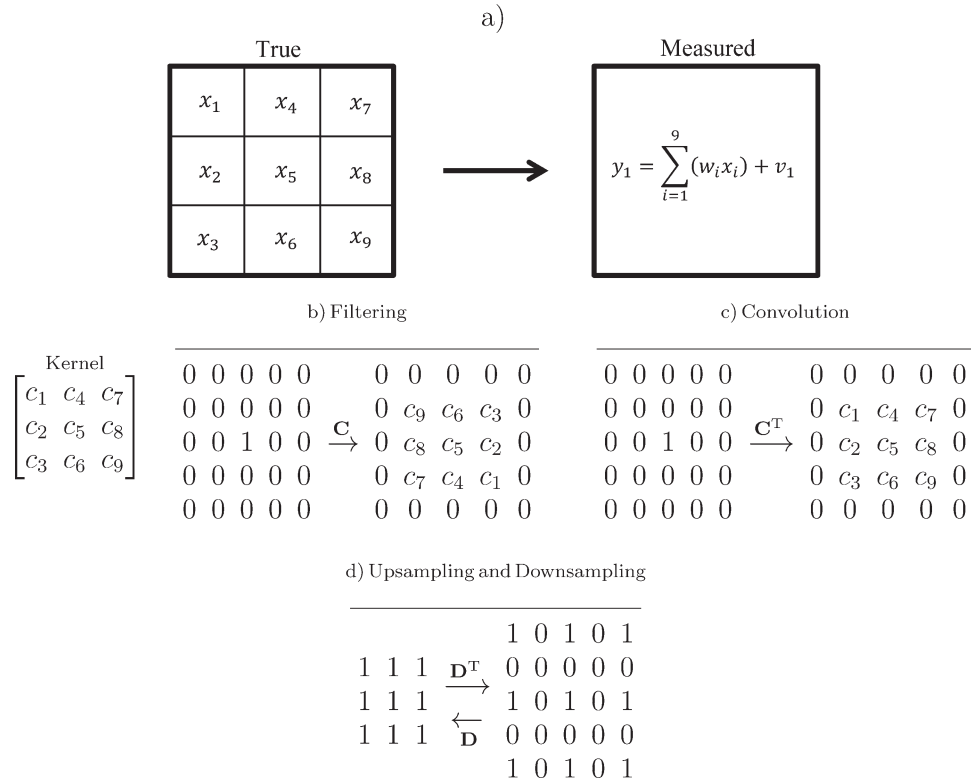 a)
True Measured
x₁ x₄ x₇
x₂ x₅ x₈
x₃ x₆ x₉
y₁ = ∑_{i=1}^{9} (wᵢxᵢ) + v₁
b) Filtering c) Convolution
Kernel
c₁ c₄ c₇
c₂ c₅ c₈
c₃ c₆ c₉
0 0 0 0 0 0 0 0 0 0 0 0 0 0 0 0 0 0 0 0
0 0 0 0 0 0 c₉ c₆ c₃ 0 0 0 0 0 0 0 c₁ c₄ c₇ 0
0 0 1 0 0 C 0 c₈ c₅ c₂ 0 0 0 1 0 0 Cᵀ 0 c₂ c₅ c₈ 0
0 0 0 0 0 0 c₇ c₄ c₁ 0 0 0 0 0 0 0 c₃ c₆ c₉ 0
0 0 0 0 0 0 0 0 0 0 0 0 0 0 0 0 0 0 0 0
d) Upsampling and Downsampling
1 0 1 0 1
1 1 1 Dᵀ 0 0 0 0 0
1 1 1 1 0 1 0 1
1 1 1 D 0 0 0 0 0
1 0 1 0 1